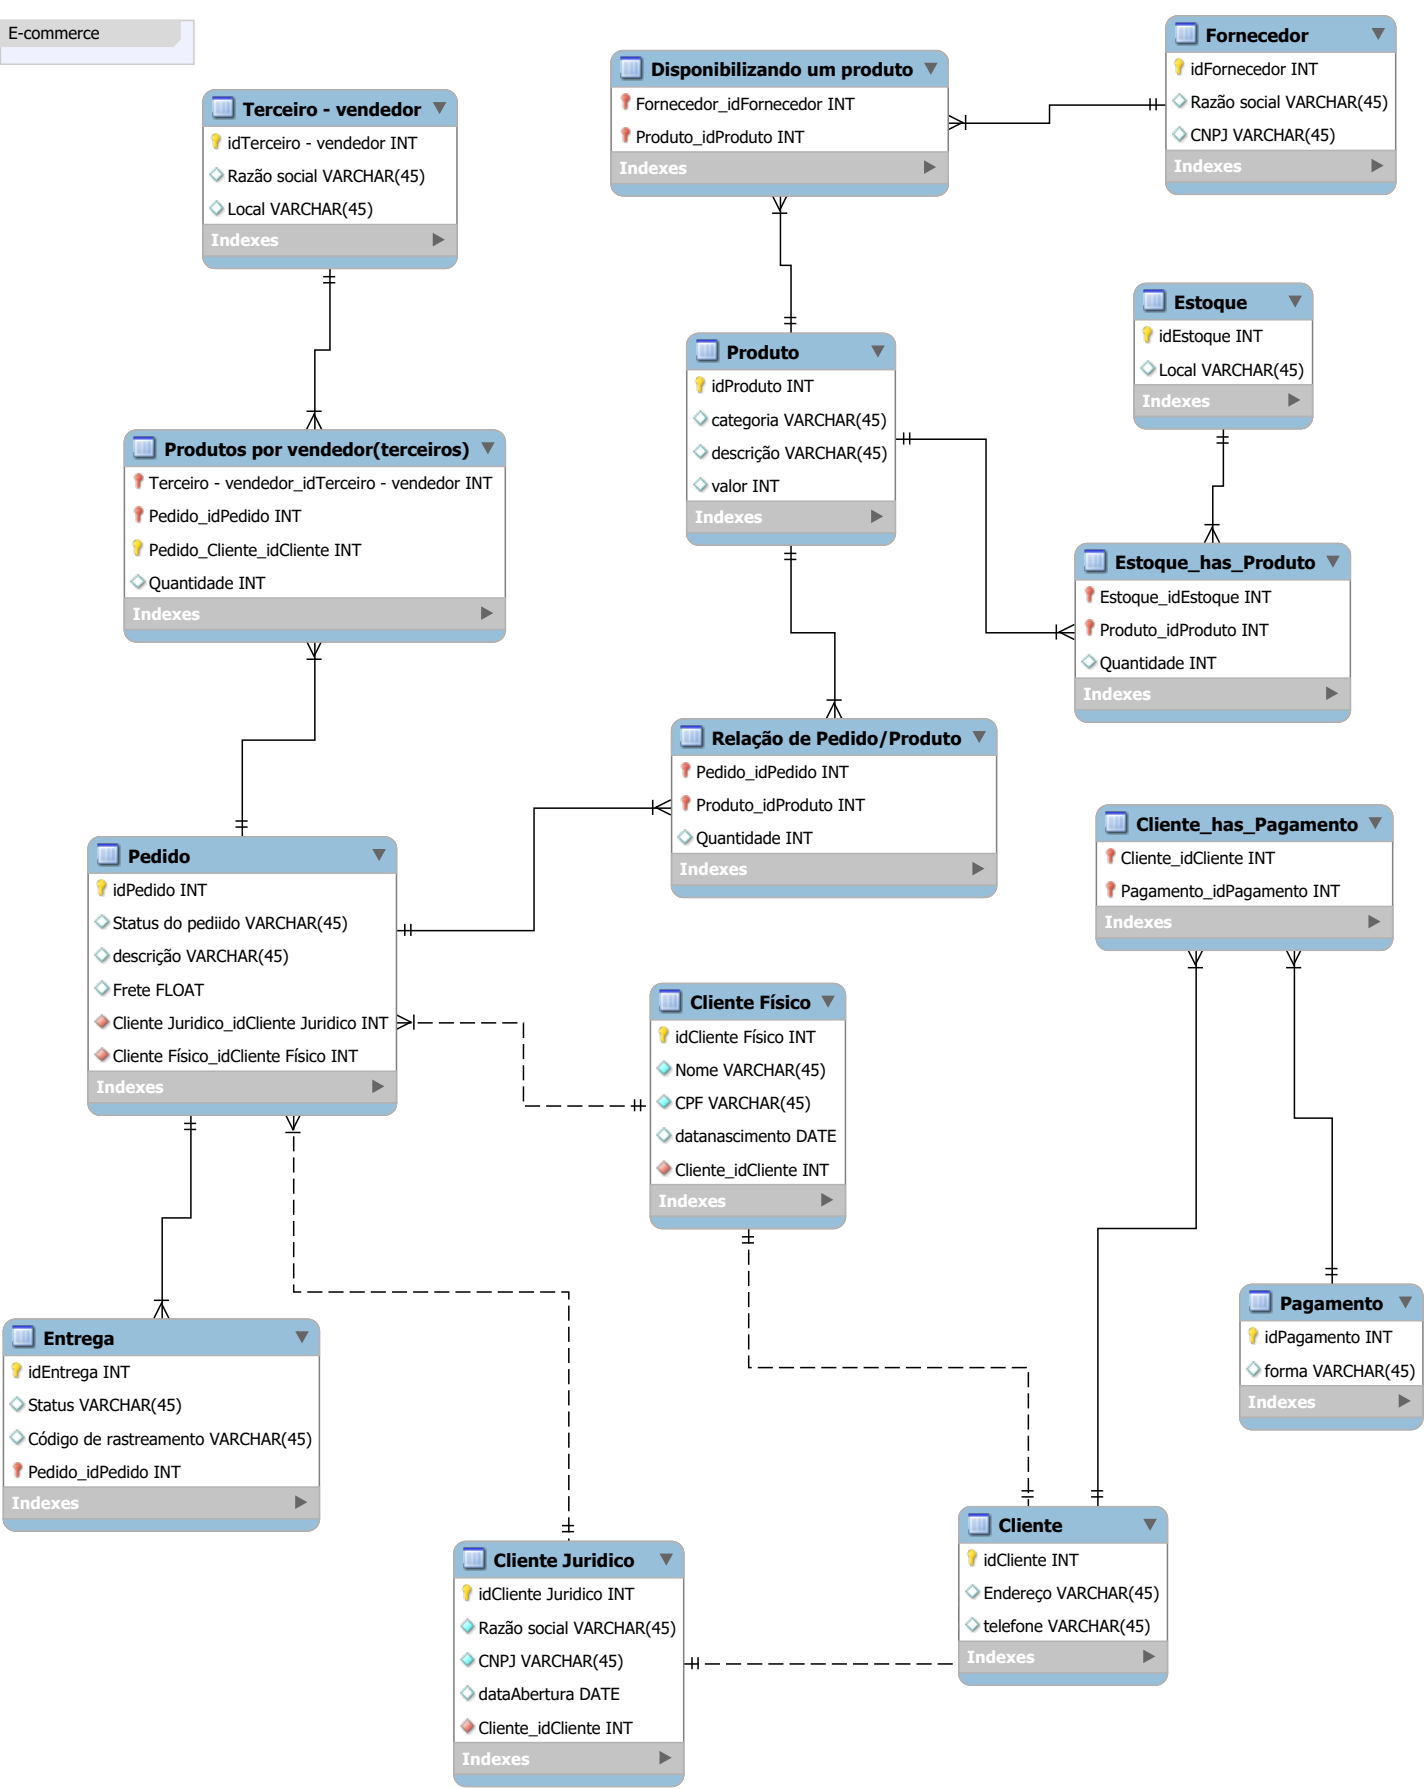 E-commerce
Terceiro - vendedor
idTerceiro - vendedor INT
Razão social VARCHAR(45)
Local VARCHAR(45)
Indexes
Disponibilizando um produto
Fornecedor_idFornecedor INT
Produto_idProduto INT
Indexes
Fornecedor
idFornecedor INT
Razão social VARCHAR(45)
CNPJ VARCHAR(45)
Indexes
Estoque
idEstoque INT
Local VARCHAR(45)
Indexes
Produto
idProduto INT
categoria VARCHAR(45)
descrição VARCHAR(45)
valor INT
Indexes
Produtos por vendedor(terceiros)
Terceiro - vendedor_idTerceiro - vendedor INT
Pedido_idPedido INT
Pedido_Cliente_idCliente INT
Quantidade INT
Indexes
Estoque_has_Produto
Estoque_idEstoque INT
Produto_idProduto INT
Quantidade INT
Indexes
Relação de Pedido/Produto
Pedido_idPedido INT
Produto_idProduto INT
Quantidade INT
Indexes
Cliente_has_Pagamento
Cliente_idCliente INT
Pagamento_idPagamento INT
Indexes
Pedido
idPedido INT
Status do pediido VARCHAR(45)
descrição VARCHAR(45)
Frete FLOAT
Cliente Juridico_idCliente Juridico INT
Cliente Físico_idCliente Físico INT
Indexes
Cliente Físico
idCliente Físico INT
Nome VARCHAR(45)
CPF VARCHAR(45)
datanascimento DATE
Cliente_idCliente INT
Indexes
Pagamento
idPagamento INT
forma VARCHAR(45)
Indexes
Entrega
idEntrega INT
Status VARCHAR(45)
Código de rastreamento VARCHAR(45)
Pedido_idPedido INT
Indexes
Cliente
idCliente INT
Endereço VARCHAR(45)
telefone VARCHAR(45)
Indexes
Cliente Juridico
idCliente Juridico INT
Razão social VARCHAR(45)
CNPJ VARCHAR(45)
dataAbertura DATE
Cliente_idCliente INT
Indexes